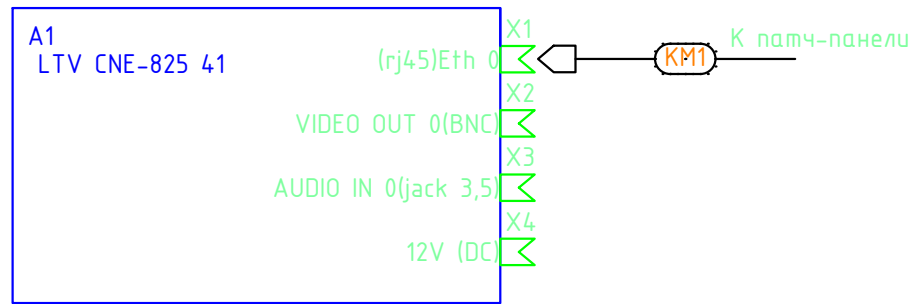 A1
LTV CNE-825 41
X1
(rj45)Eth 0
KM1
К патч-панели
X2
VIDEO OUT 0(BNC)
X3
AUDIO IN 0(jack 3,5)
X4
12V (DC)